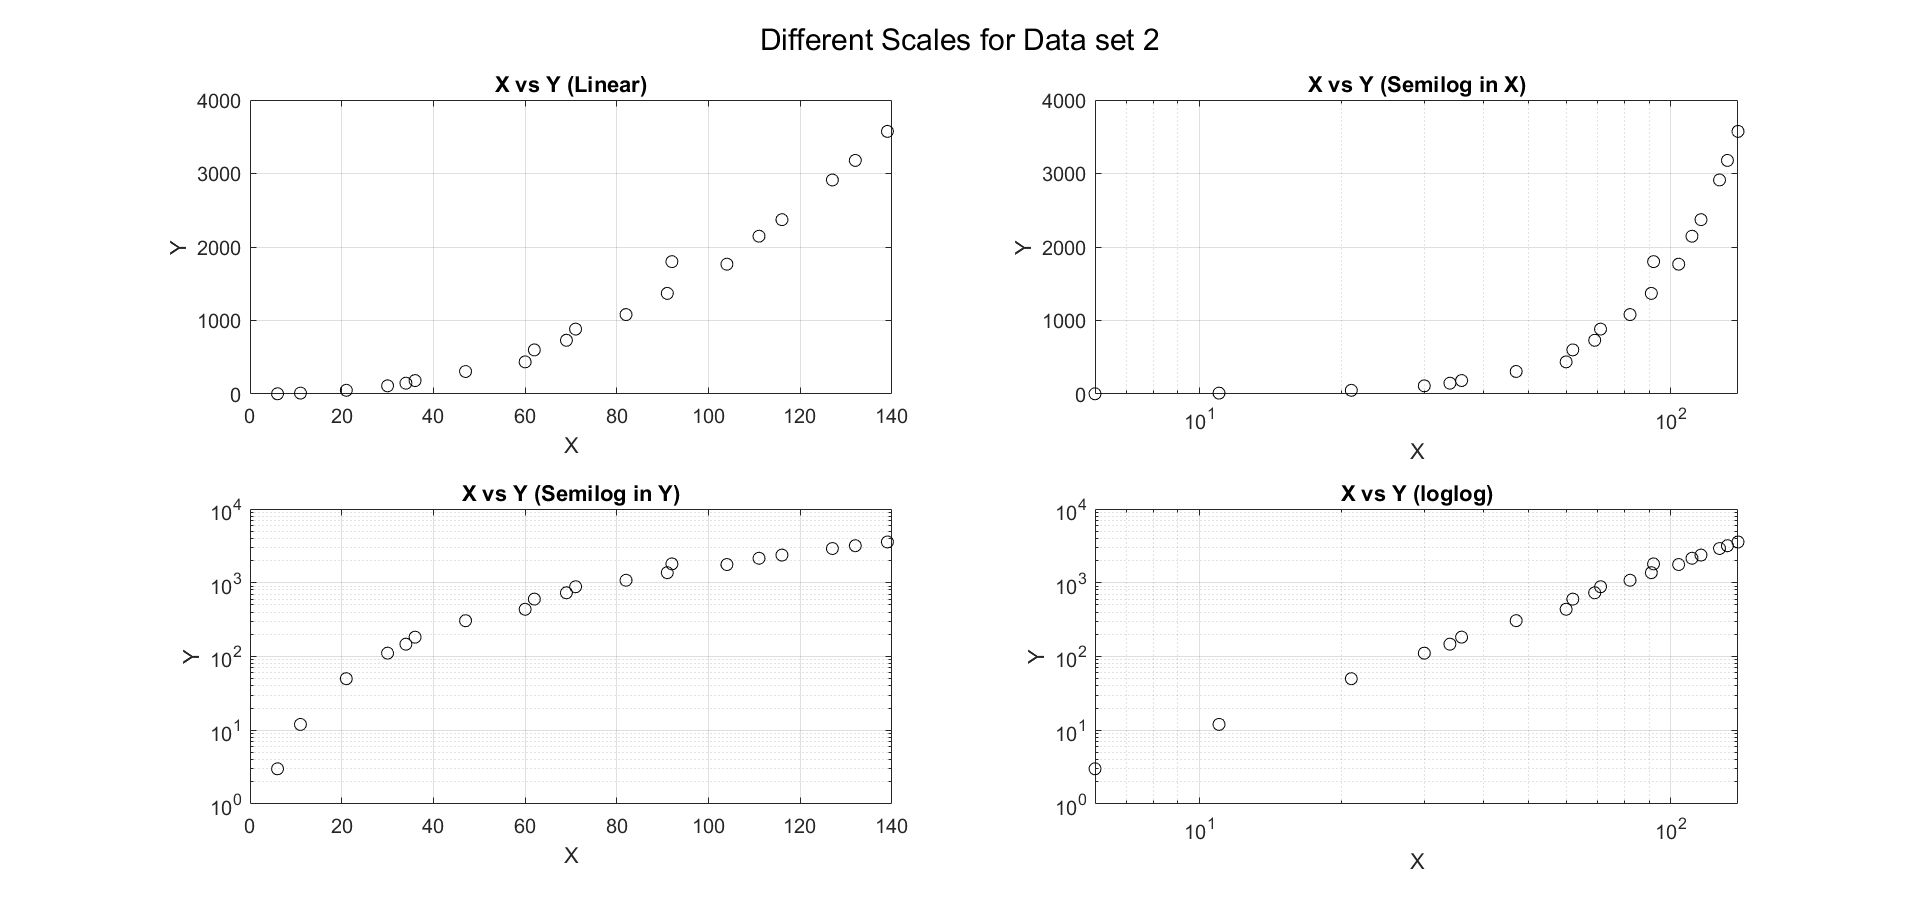 Different Scales for Data set 2
X vs Y (Linear)
4000
3000
2000
1000
0
Y
0 20 40 60 80 100 120 140
X
X vs Y (Semilog in X)
4000
3000
2000
1000
0
Y
10^1 10^2
X
X vs Y (Semilog in Y)
10^4
10^3
10^2
10^1
10^0
Y
0 20 40 60 80 100 120 140
X
X vs Y (loglog)
10^4
10^3
10^2
10^1
10^0
Y
10^1 10^2
X